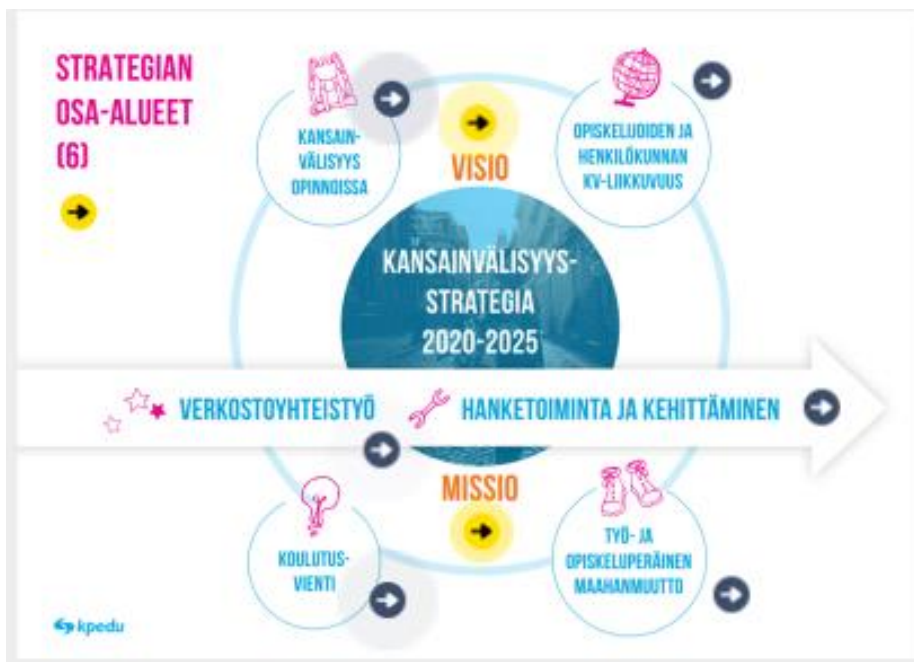 STRATEGIAN
OSA-ALUEET
(6)
KANSAIN-
VÄLISYYS
OPINNOISSA
VISIO
OPISKELUOIDEN JA
HENKILÖKUNNAN
KV-LIIKKUVUUS
KANSAINVÄLISYYS-
STRATEGIA
2020-2025
VERKOSTOYHTEISTYÖ
HANKETOIMINTA JA KEHITTÄMINEN
MISSIO
KOULUTUS-
VIENTI
TYÖ- JA
OPISKELUPERÄINEN
MAAHANMUUTTO
kpedu